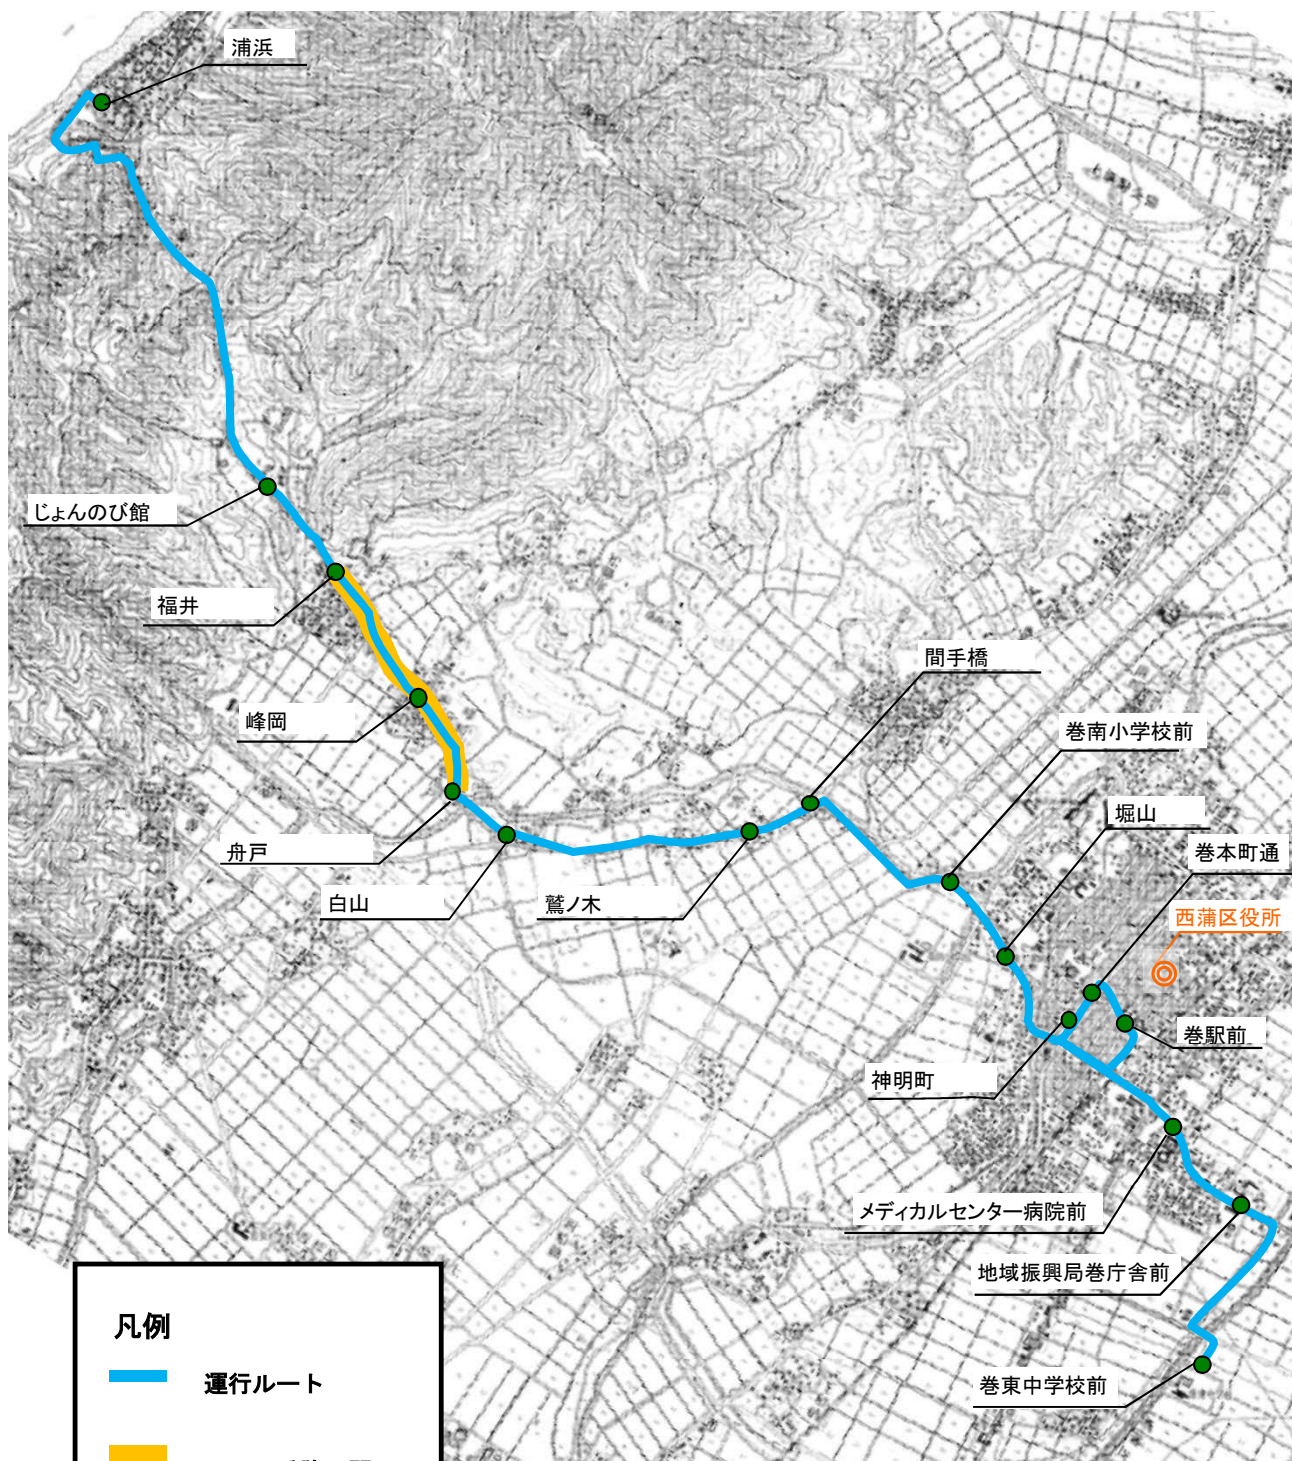 浦浜
じょんのび館
福井
間手橋
峰岡
巻南小学校前
堀山
舟戸
巻本町通
白山
鷲ノ木
西蒲区役所
巻駅前
神明町
メディカルセンター病院前
地域振興局巻庁舎前
凡例
運行ルート
巻東中学校前